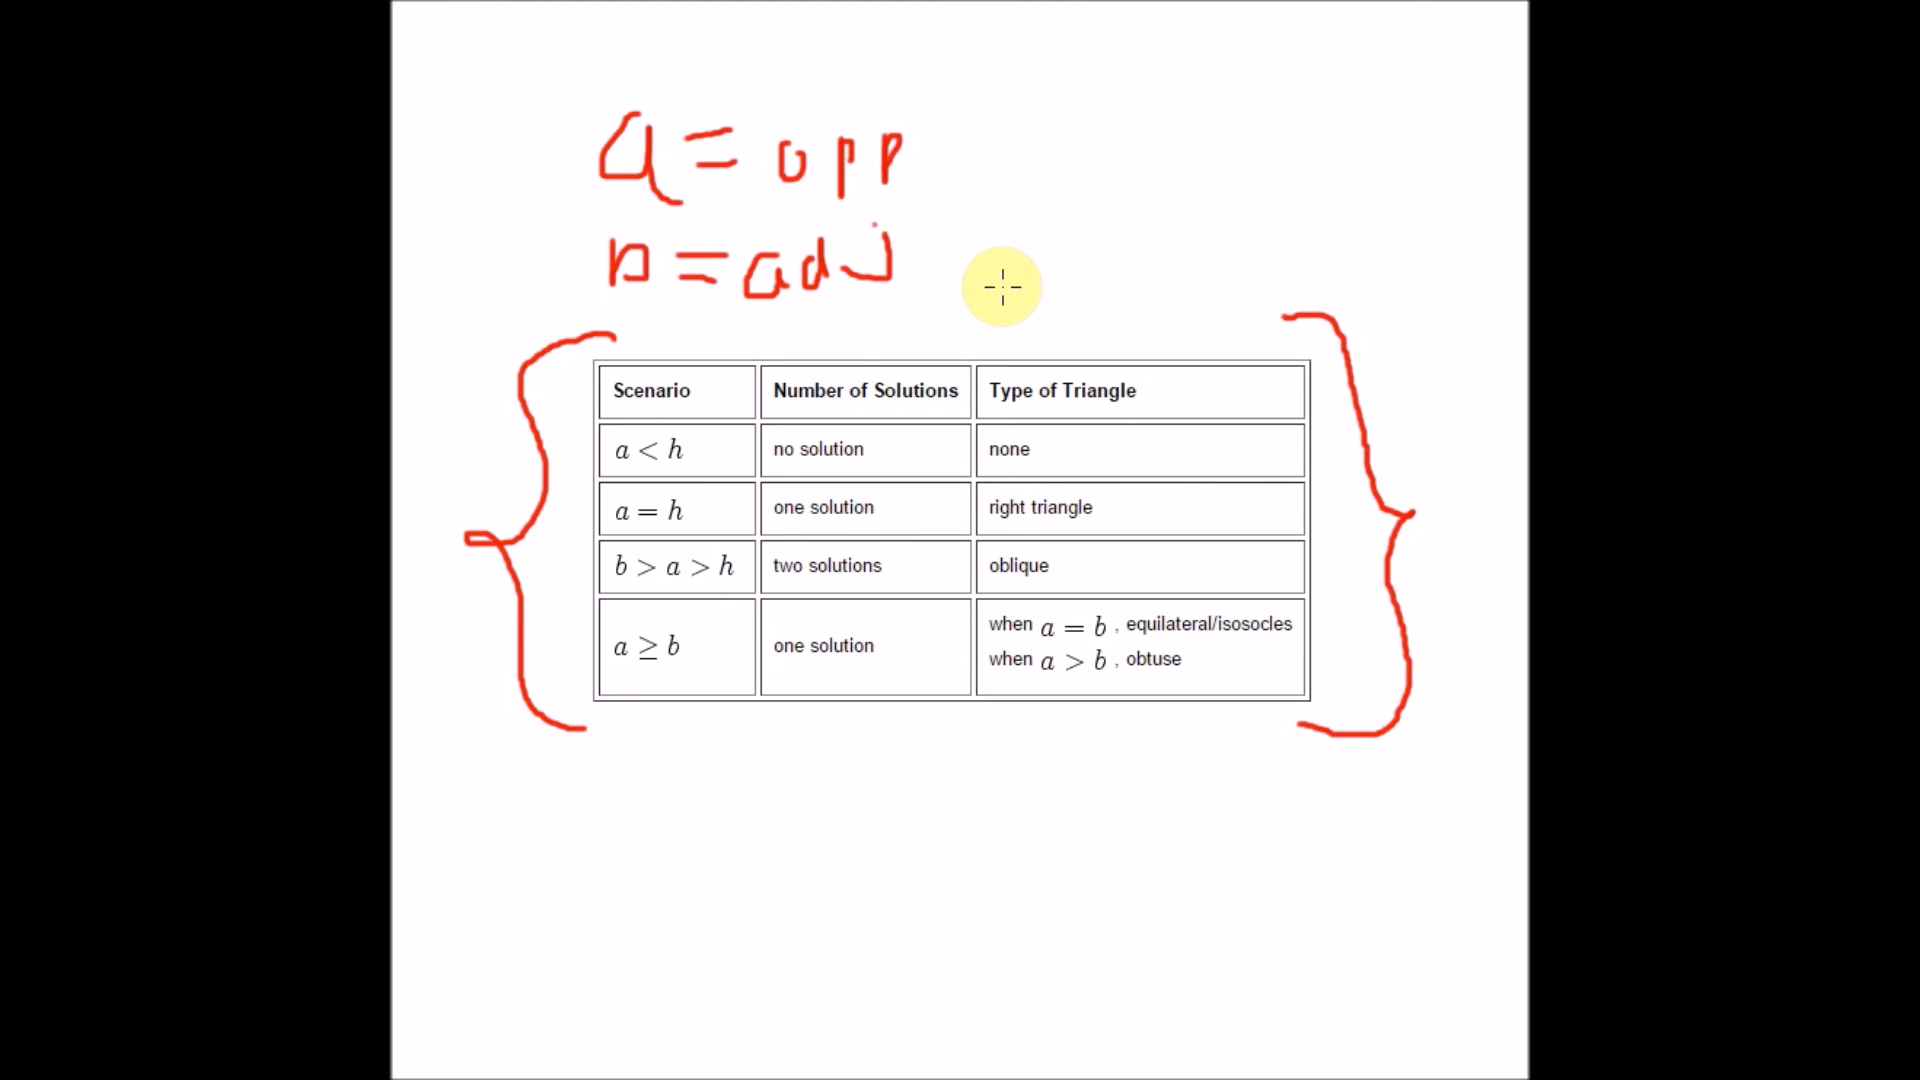 a = opp
b = adj
Scenario Number of Solutions Type of Triangle
a < h no solution none
a = h one solution right triangle
b > a > h two solutions oblique
a ≥ b one solution when a = b , equilateral/isosocles
when a > b , obtuse